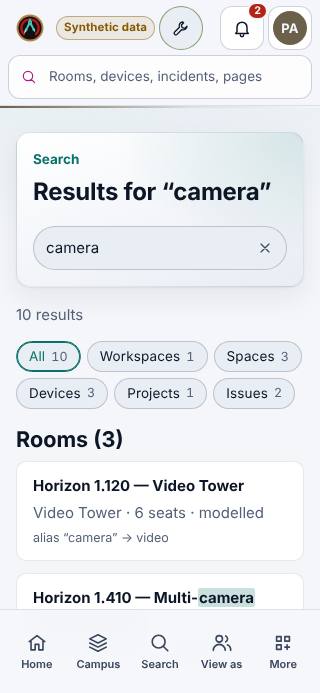 Synthetic data
2
PA
Rooms, devices, incidents, pages
Search
Results for “camera”
camera
10 results
All 10
Workspaces 1
Spaces 3
Devices 3
Projects 1
Issues 2
Rooms (3)
Horizon 1.120 — Video Tower
Video Tower · 6 seats · modelled
alias “camera” → video
Horizon 1.410 — Multi-camera
Home
Campus
Search
View as
More